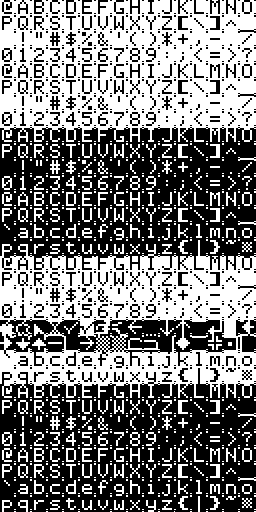 @ABCDEFGHIJKLMNO
PQRSTUVWXYZ[\]^_
!"#$%&'()*+,-./
0123456789:;<=>?
@ABCDEFGHIJKLMNO
PQRSTUVWXYZ[\]^_
!"#$%&'()*+,-./
0123456789:;<=>?
@ABCDEFGHIJKLMNO
PQRSTUVWXYZ[\]^_
!"#$%&'()*+,-./
0123456789:;<=>?
@ABCDEFGHIJKLMNO
PQRSTUVWXYZ[\]^_
`abcdefghijklmno
pqrstuvwxyz{|}~
@ABCDEFGHIJKLMNO
PQRSTUVWXYZ[\]^_
!"#$%&'()*+,-./
0123456789:;<=>?
`abcdefghijklmno
pqrstuvwxyz{|}~
@ABCDEFGHIJKLMNO
PQRSTUVWXYZ[\]^_
!"#$%&'()*+,-./
0123456789:;<=>?
@ABCDEFGHIJKLMNO
PQRSTUVWXYZ[\]^_
`abcdefghijklmno
pqrstuvwxyz{|}~